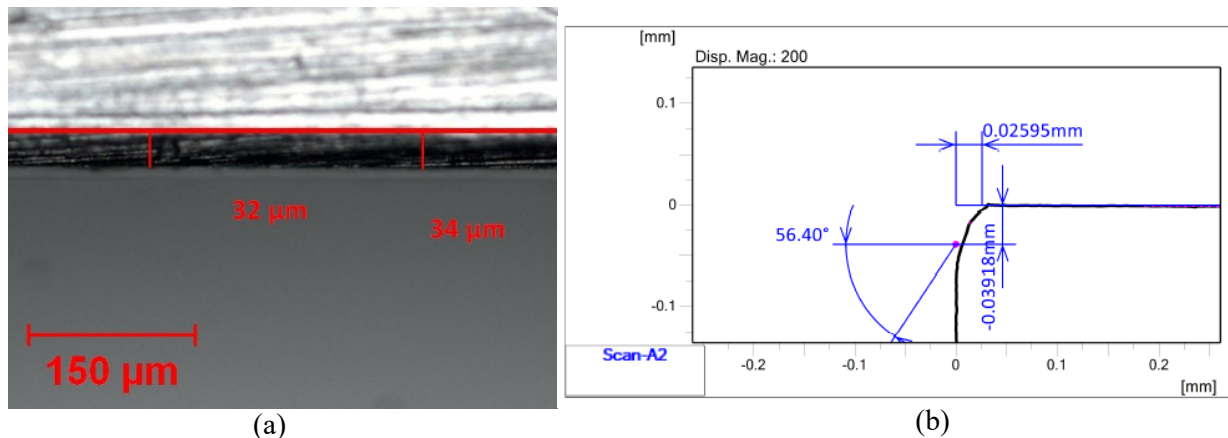 32 µm
34 µm
150 µm
(a)
[mm]
Disp. Mag.: 200
0.1
0.02595mm
0
56.40°
-0.03918mm
-0.1
Scan-A2
-0.2
-0.1
0
0.1
0.2
[mm]
(b)